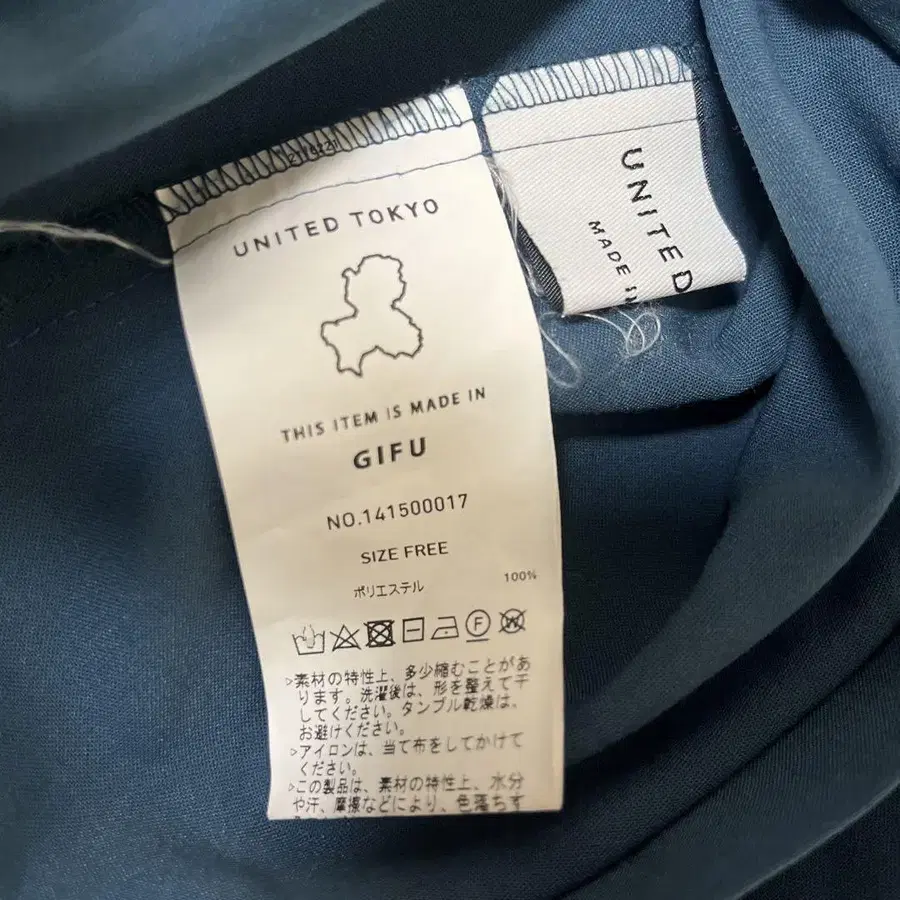 UNITED TOKYO
THIS ITEM IS MADE IN
GIFU
NO.141500017
SIZE FREE
ポリエステル 100%
F
W
>素材の特性上、多少縮むことがあ
ります。洗濯後は、形を整えて干
してください。タンブル乾燥は、
お避けください。
>アイロンは、当て布をしてかけて
ください。
>この製品は、素材の特性上、水分
や汗、摩擦などにより、色落ちす
UNITED
MADE IN